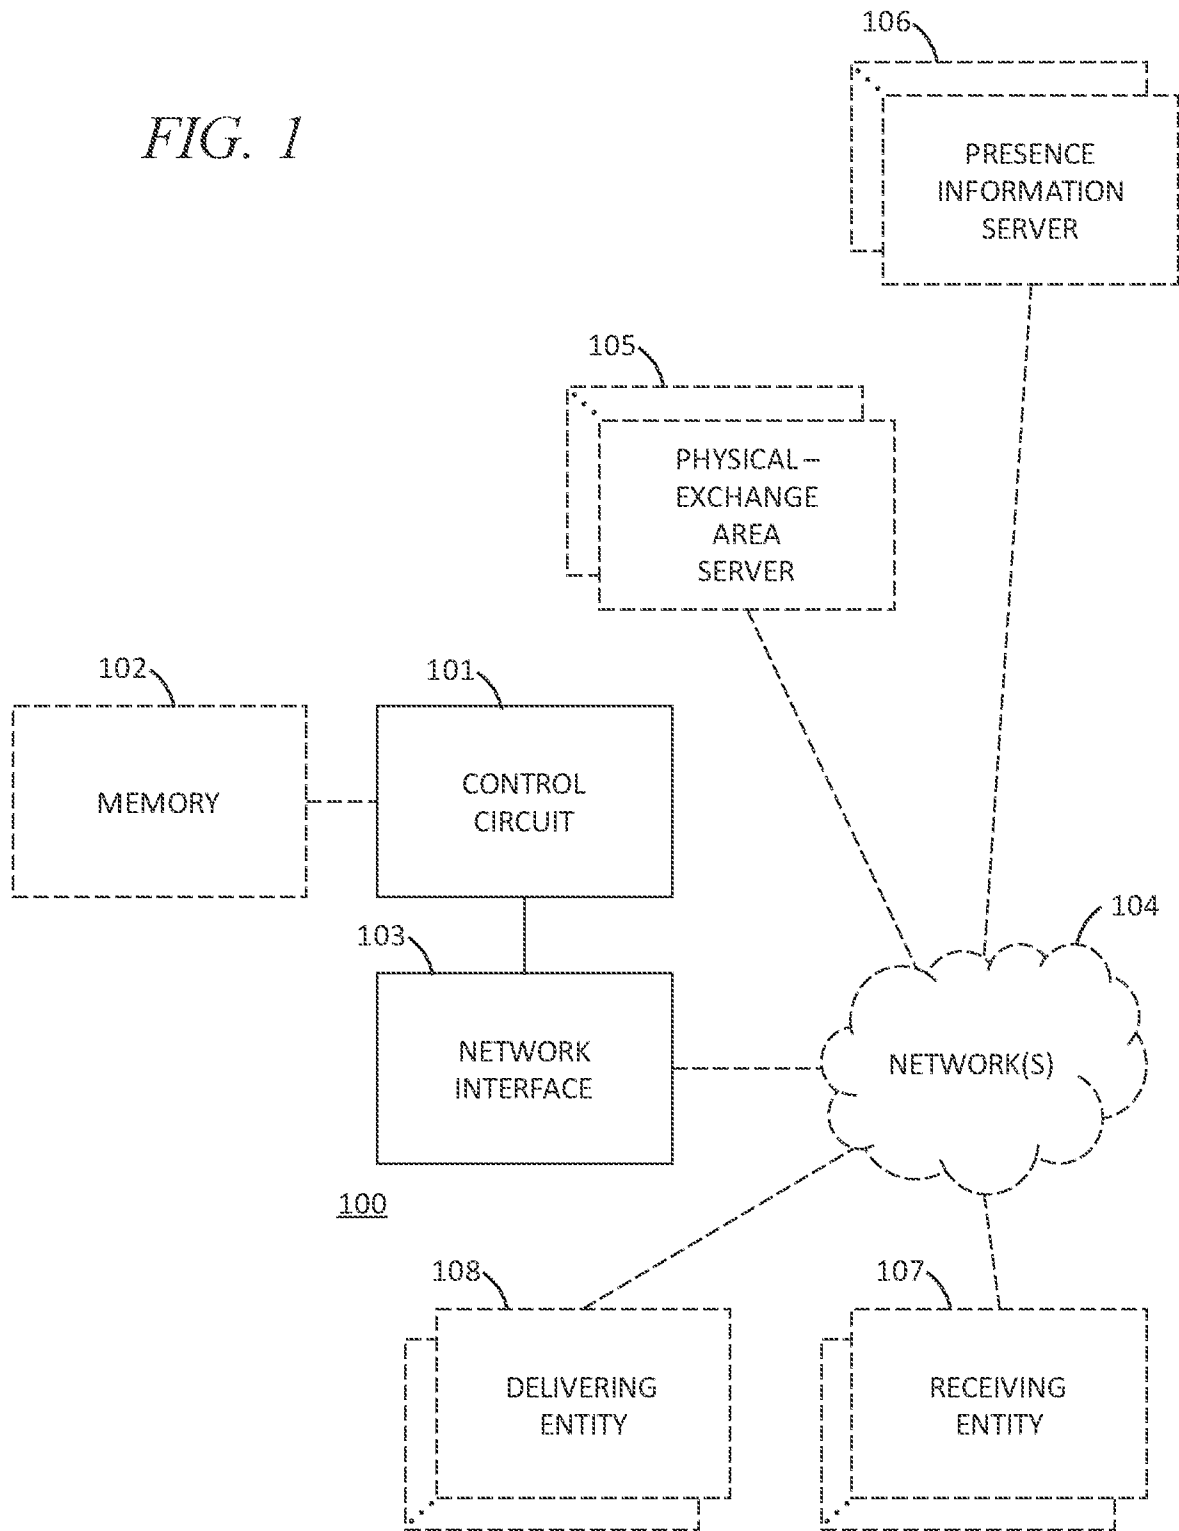 106
FIG. 1
PRESENCE
INFORMATION
SERVER
105
PHYSICAL –
EXCHANGE
AREA
SERVER
102
101
MEMORY
CONTROL
CIRCUIT
104
103
NETWORK
INTERFACE
NETWORK(S)
100
108
107
DELIVERING
ENTITY
RECEIVING
ENTITY